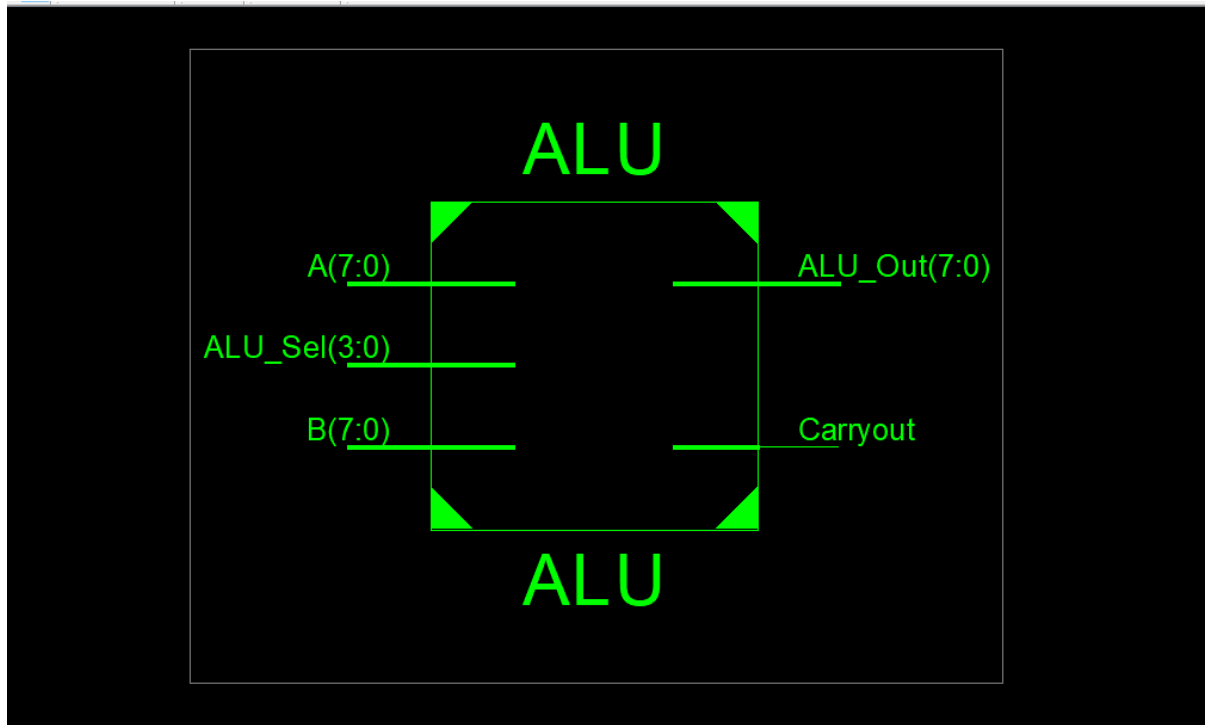 ALU
A(7:0)
ALU_Out(7:0)
ALU_Sel(3:0)
B(7:0)
Carryout
ALU